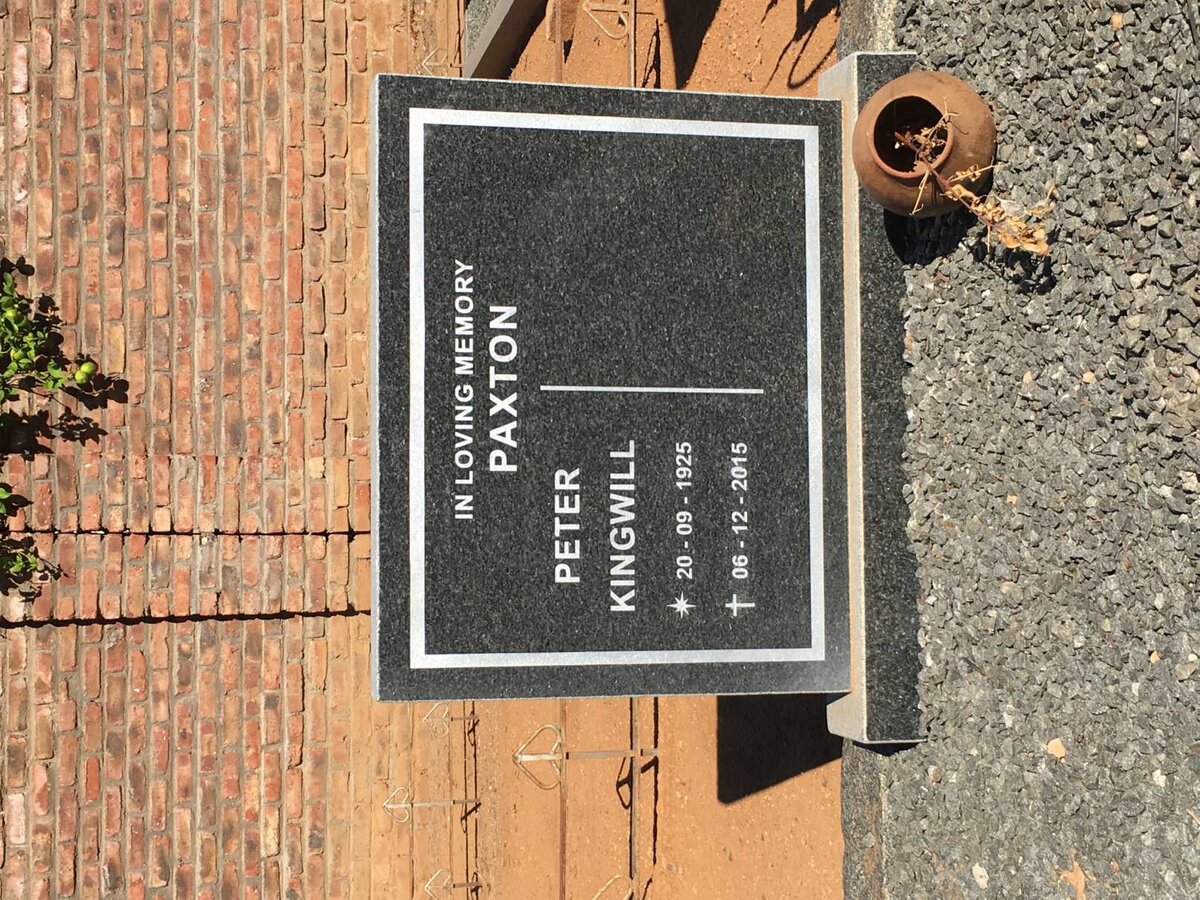 IN LOVING MEMORY
PAXTON
PETER
KINGWILL
20 - 09 - 1925
06 - 12 - 2015